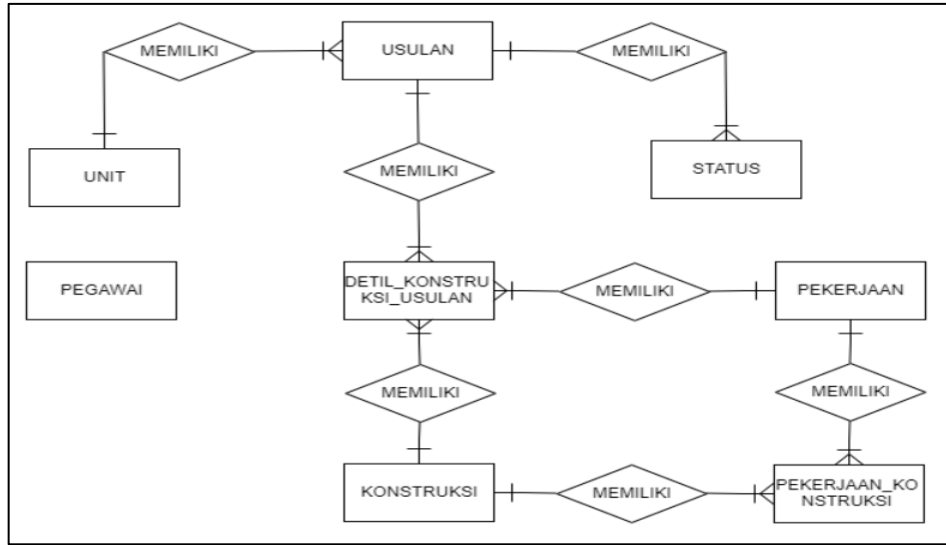 MEMILIKI
USULAN
MEMILIKI
UNIT
MEMILIKI
STATUS
PEGAWAI
DETIL_KONSTRU
KSI_USULAN
MEMILIKI
PEKERJAAN
MEMILIKI
MEMILIKI
KONSTRUKSI
MEMILIKI
PEKERJAAN_KO
NSTRUKSI